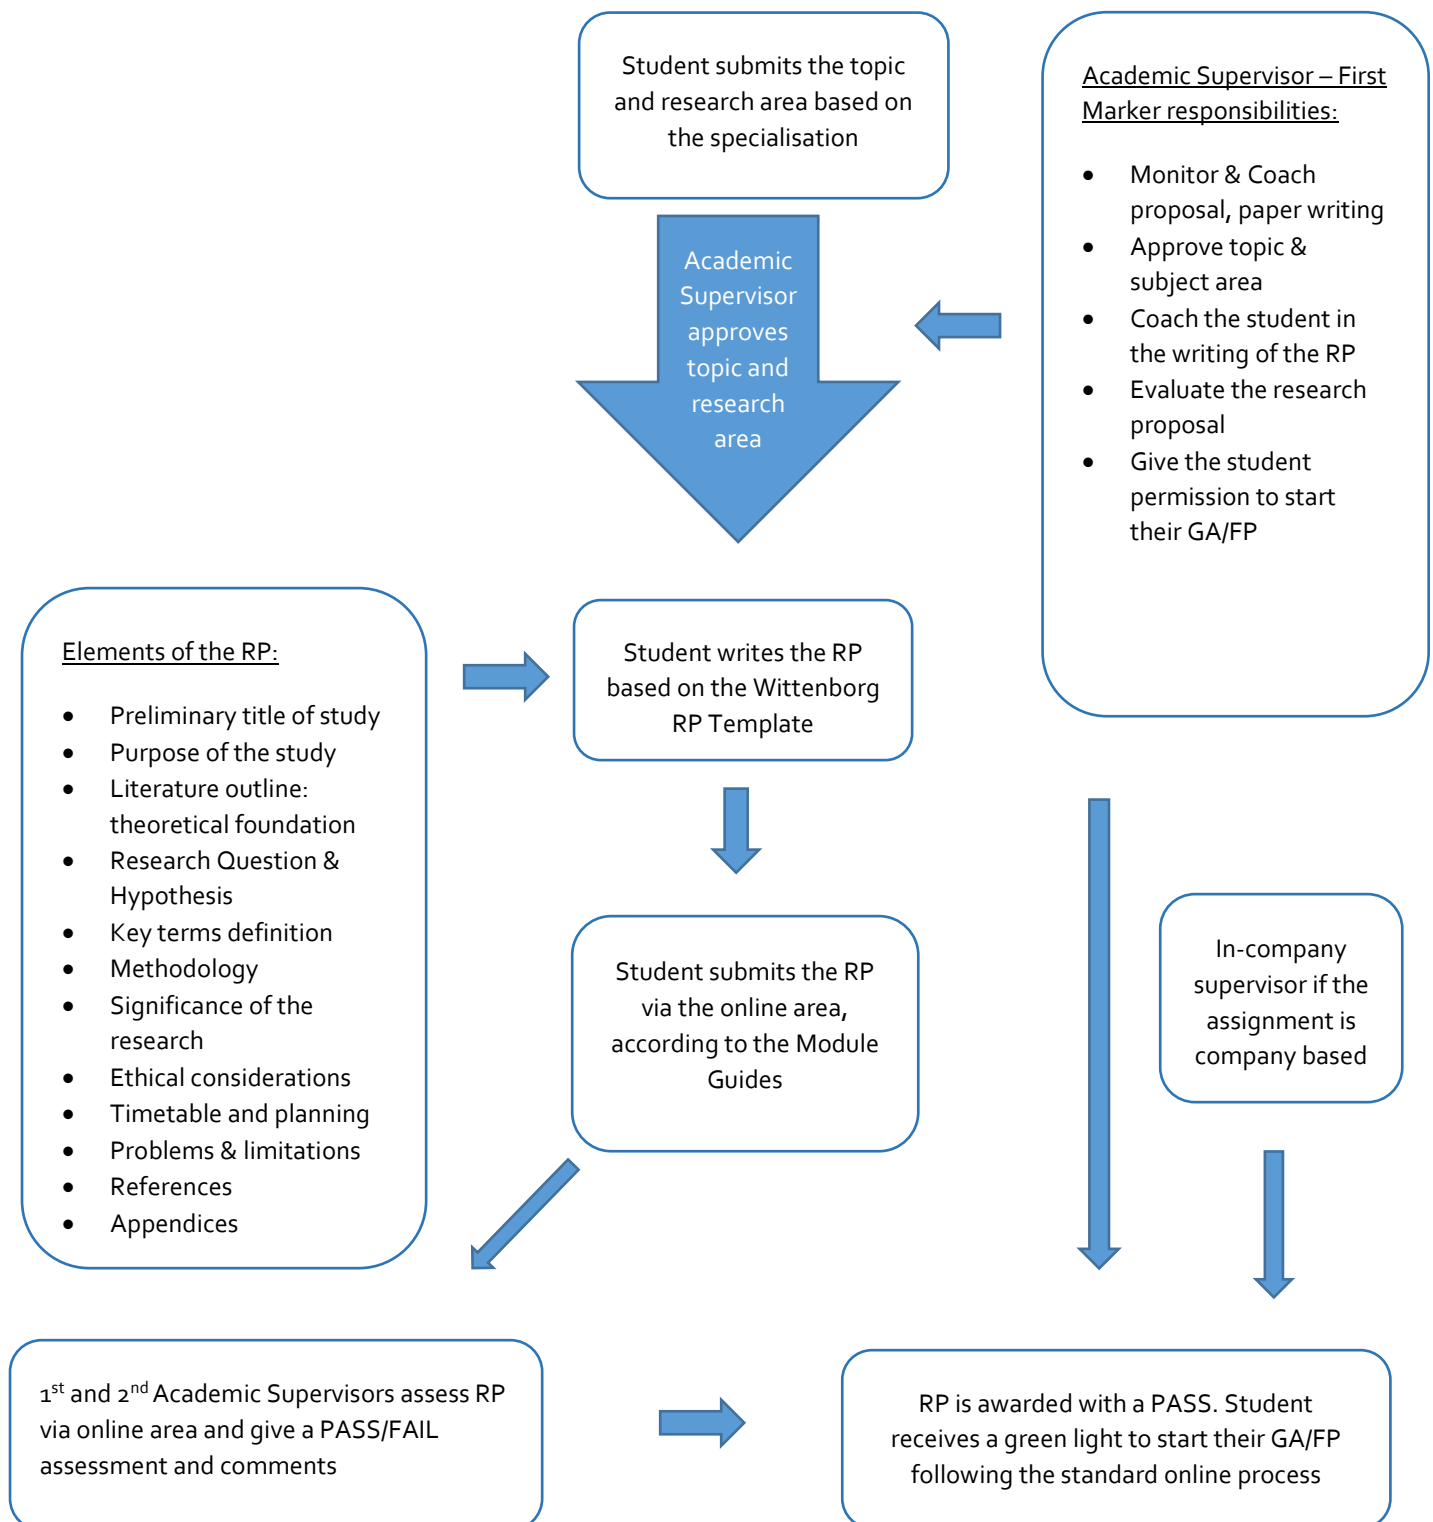 Student submits the topic
and research area based on
the specialisation
Academic Supervisor – First
Marker responsibilities:
• Monitor & Coach
proposal, paper writing
• Approve topic &
subject area
• Coach the student in
the writing of the RP
• Evaluate the research
proposal
• Give the student
permission to start
their GA/FP
Academic
Supervisor
approves
topic and
research
area
Elements of the RP:
• Preliminary title of study
• Purpose of the study
• Literature outline:
theoretical foundation
• Research Question &
Hypothesis
• Key terms definition
• Methodology
• Significance of the
research
• Ethical considerations
• Timetable and planning
• Problems & limitations
• References
• Appendices
Student writes the RP
based on the Wittenborg
RP Template
Student submits the RP
via the online area,
according to the Module
Guides
In-company
supervisor if the
assignment is
company based
1st and 2nd Academic Supervisors assess RP
via online area and give a PASS/FAIL
assessment and comments
RP is awarded with a PASS. Student
receives a green light to start their GA/FP
following the standard online process